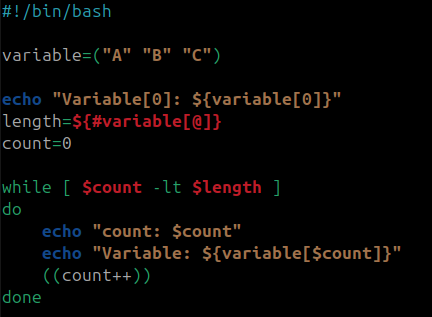 #!/bin/bash
variable=("A" "B" "C")
echo "Variable[0]: ${variable[0]}"
length=${#variable[@]}
count=0
while [ $count -lt $length ]
do
    echo "count: $count"
    echo "Variable: ${variable[$count]}"
    ((count++))
done